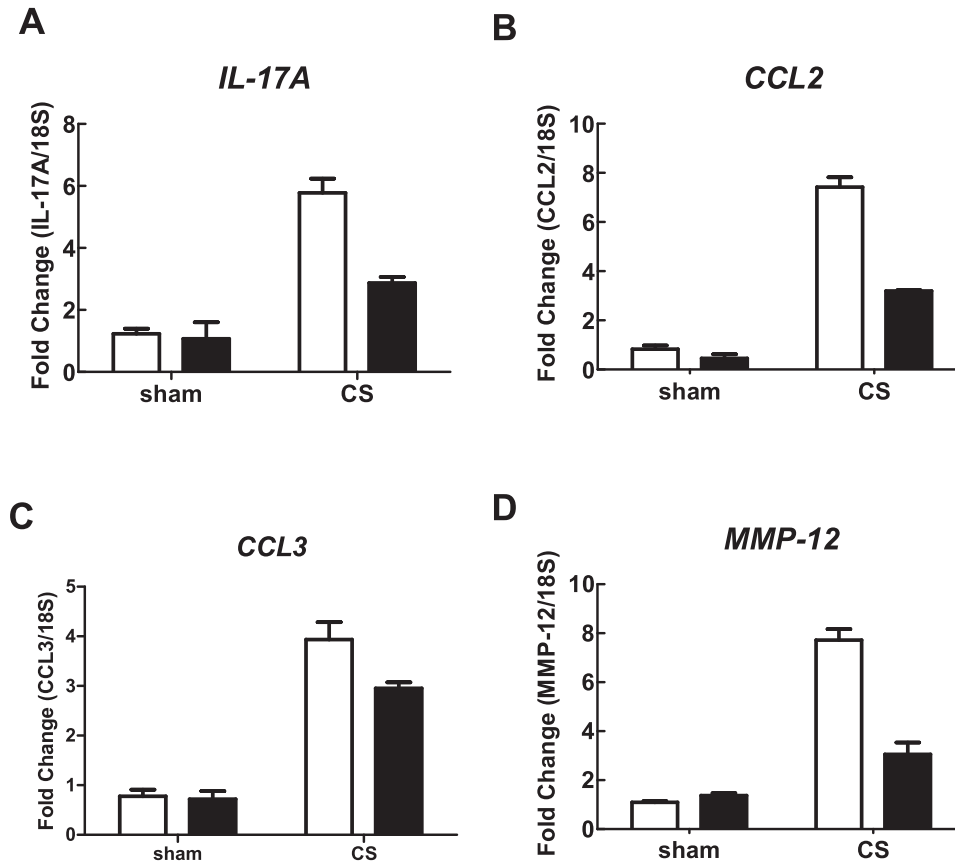 A
IL-17A
Fold Change (IL-17A/18S)
8
6
4
2
0
sham
CS
B
CCL2
Fold Change (CCL2/18S)
10
8
6
4
2
0
sham
CS
C
CCL3
Fold Change (CCL3/18S)
5
4
3
2
1
0
sham
CS
D
MMP-12
Fold Change (MMP-12/18S)
10
8
6
4
2
0
sham
CS